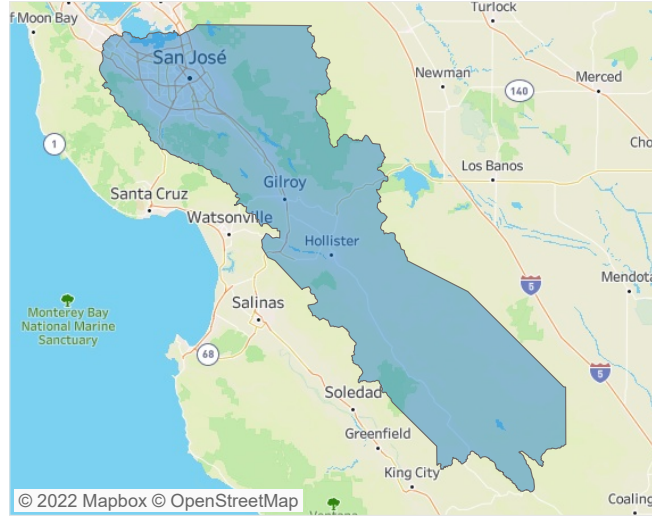 f Moon Bay
Turlock
San José
Newman
Merced
140
1
Cho
Los Banos
Gilroy
Santa Cruz
Watsonville
Hollister
5
Mendota
Salinas
Monterey Bay
National Marine
Sanctuary
68
5
Soledad
Greenfield
King City
Coaling
© 2022 Mapbox © OpenStreetMap
Ventana